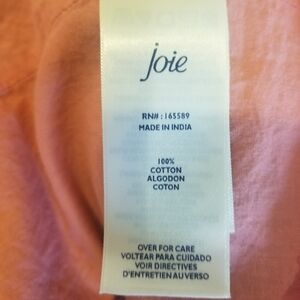 joie
RN# : 165589
MADE IN INDIA
100%
COTTON
ALGODON
COTON
OVER FOR CARE
VOLTEAR PARA CUIDADO
VOIR DIRECTIVES
D'ENTRETIEN AU VERSO